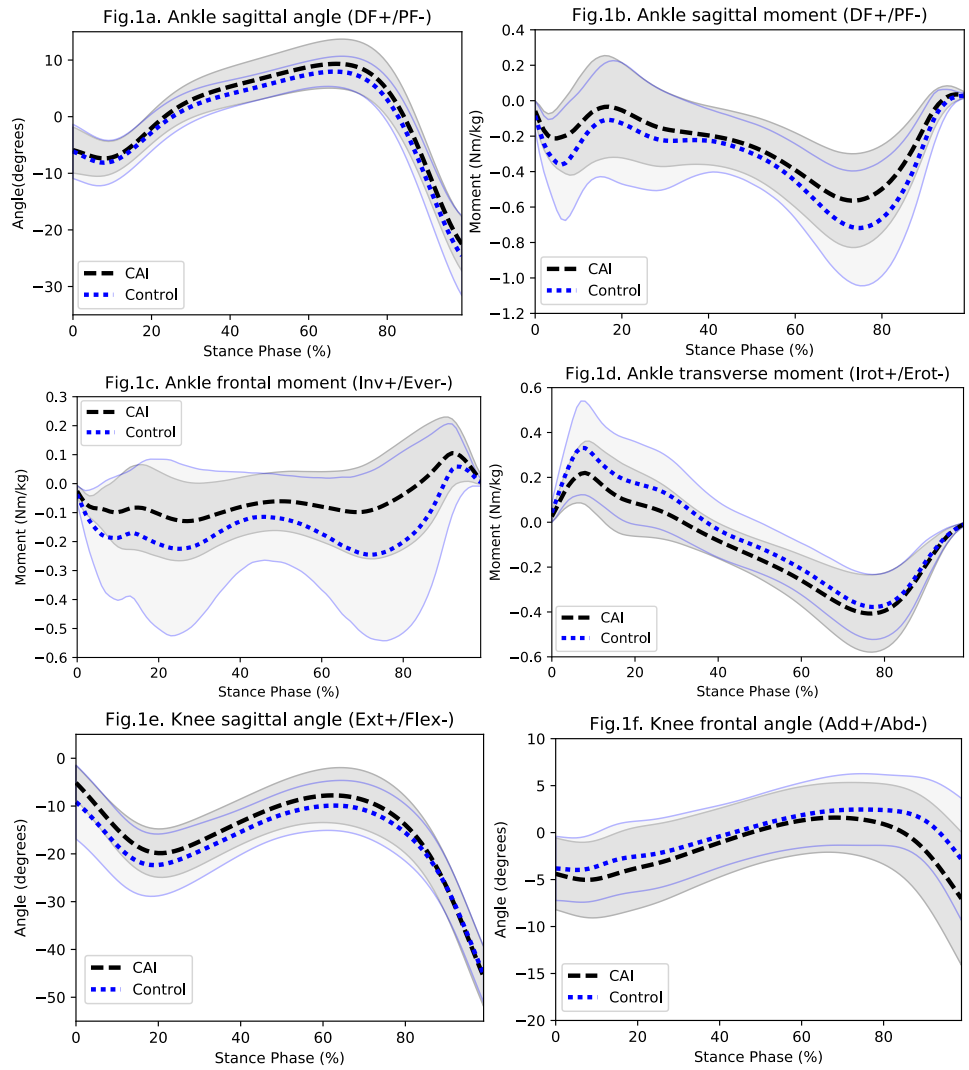 Fig.1a. Ankle sagittal angle (DF+/PF-)
Angle(degrees)
10
0
−10
−20
−30
CAI
Control
0 20 40 60 80
Stance Phase (%)
Fig.1b. Ankle sagittal moment (DF+/PF-)
Moment (Nm/kg)
0.4
0.2
0.0
−0.2
−0.4
−0.6
−0.8
−1.0
−1.2
CAI
Control
0 20 40 60 80
Stance Phase (%)
Fig.1c. Ankle frontal moment (Inv+/Ever-)
Moment (Nm/kg)
0.3
0.2
0.1
0.0
−0.1
−0.2
−0.3
−0.4
−0.5
−0.6
CAI
Control
0 20 40 60 80
Stance Phase (%)
Fig.1d. Ankle transverse moment (Irot+/Erot-)
Moment (Nm/kg)
0.6
0.4
0.2
0.0
−0.2
−0.4
−0.6
CAI
Control
0 20 40 60 80
Stance Phase (%)
Fig.1e. Knee sagittal angle (Ext+/Flex-)
Angle (degrees)
0
−10
−20
−30
−40
−50
CAI
Control
0 20 40 60 80
Stance Phase (%)
Fig.1f. Knee frontal angle (Add+/Abd-)
Angle (degrees)
10
5
0
−5
−10
−15
−20
CAI
Control
0 20 40 60 80
Stance Phase (%)